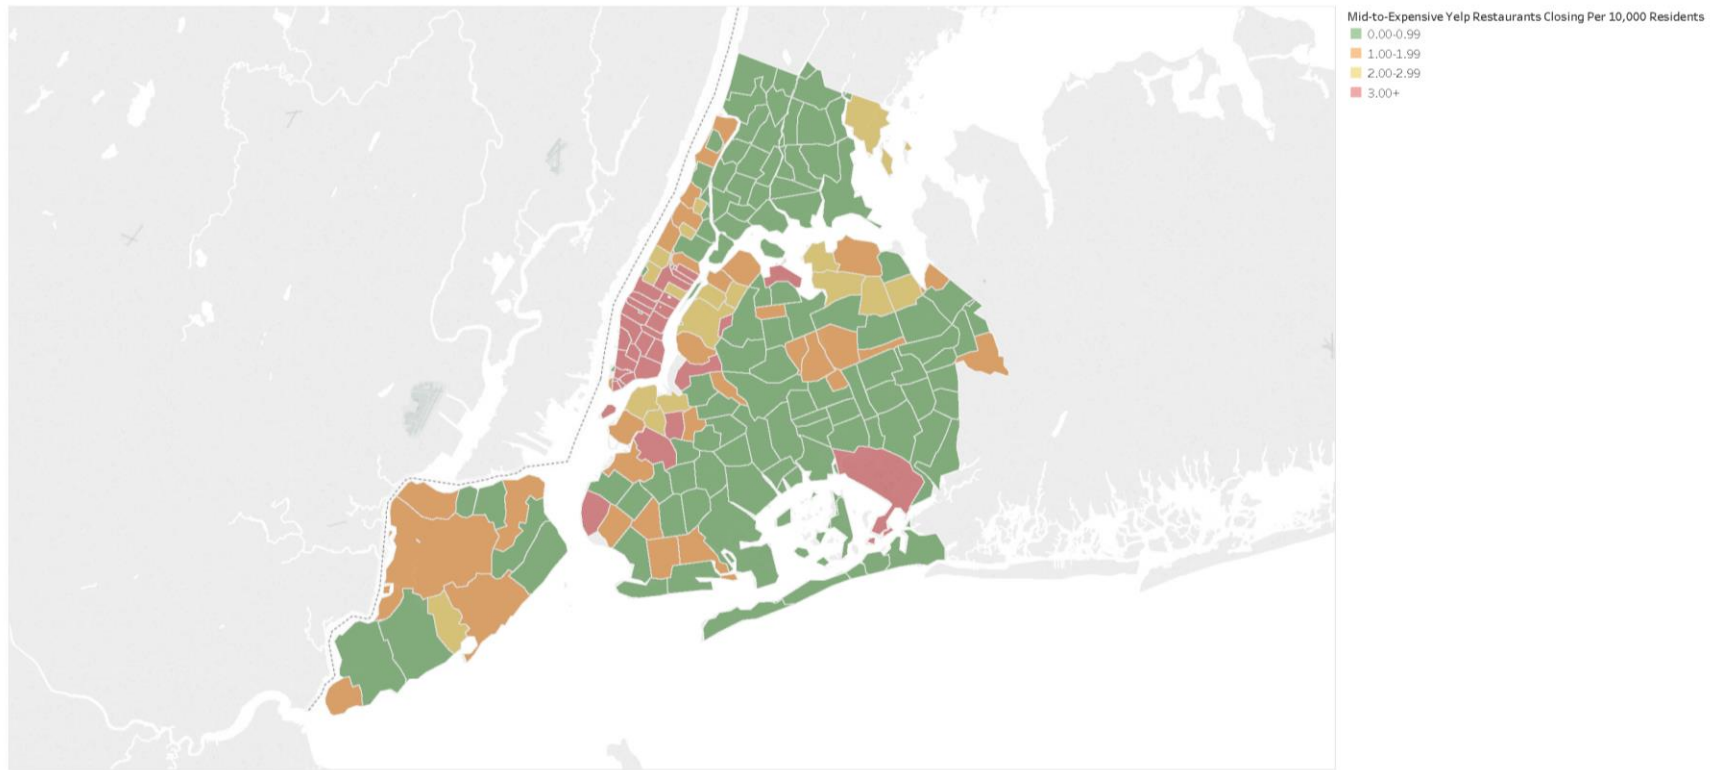 Mid-to-Expensive Yelp Restaurants Closing Per 10,000 Residents
0.00-0.99
1.00-1.99
2.00-2.99
3.00+